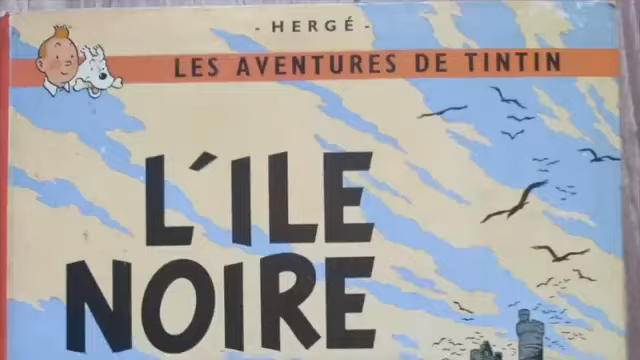 - HERGÉ -
LES AVENTURES DE TINTIN
L'ILE
NOIRE